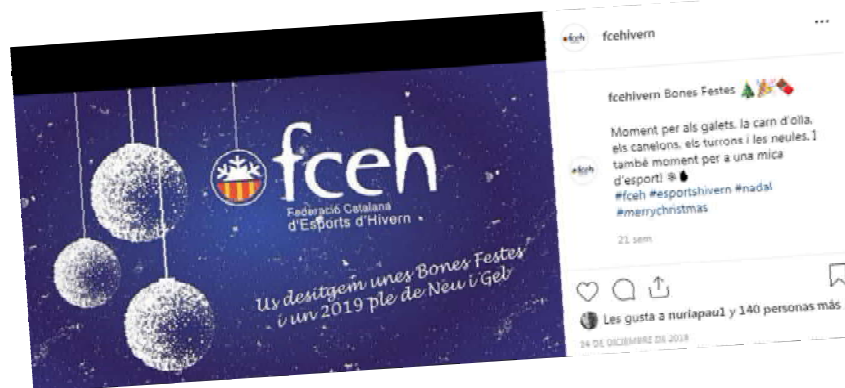 fceh
Federació Catalana
d'Esports d'Hivern
Us desitgem unes Bones Festes
i un 2019 ple de Neu i Gel
fceh
fcehivern
fcehivern Bones Festes 🎄🎉🍫
Moment per als galets, la carn d'olla,
els canelons, els turrons i les neules. I
també moment per a una mica
d'esport! ❄
fceh
#fceh #esportshivern #nadal
#merrychristmas
21 sem
Les gusta a nuriapau1 y 140 personas más
14 DE DICIEMBRE DE 2018